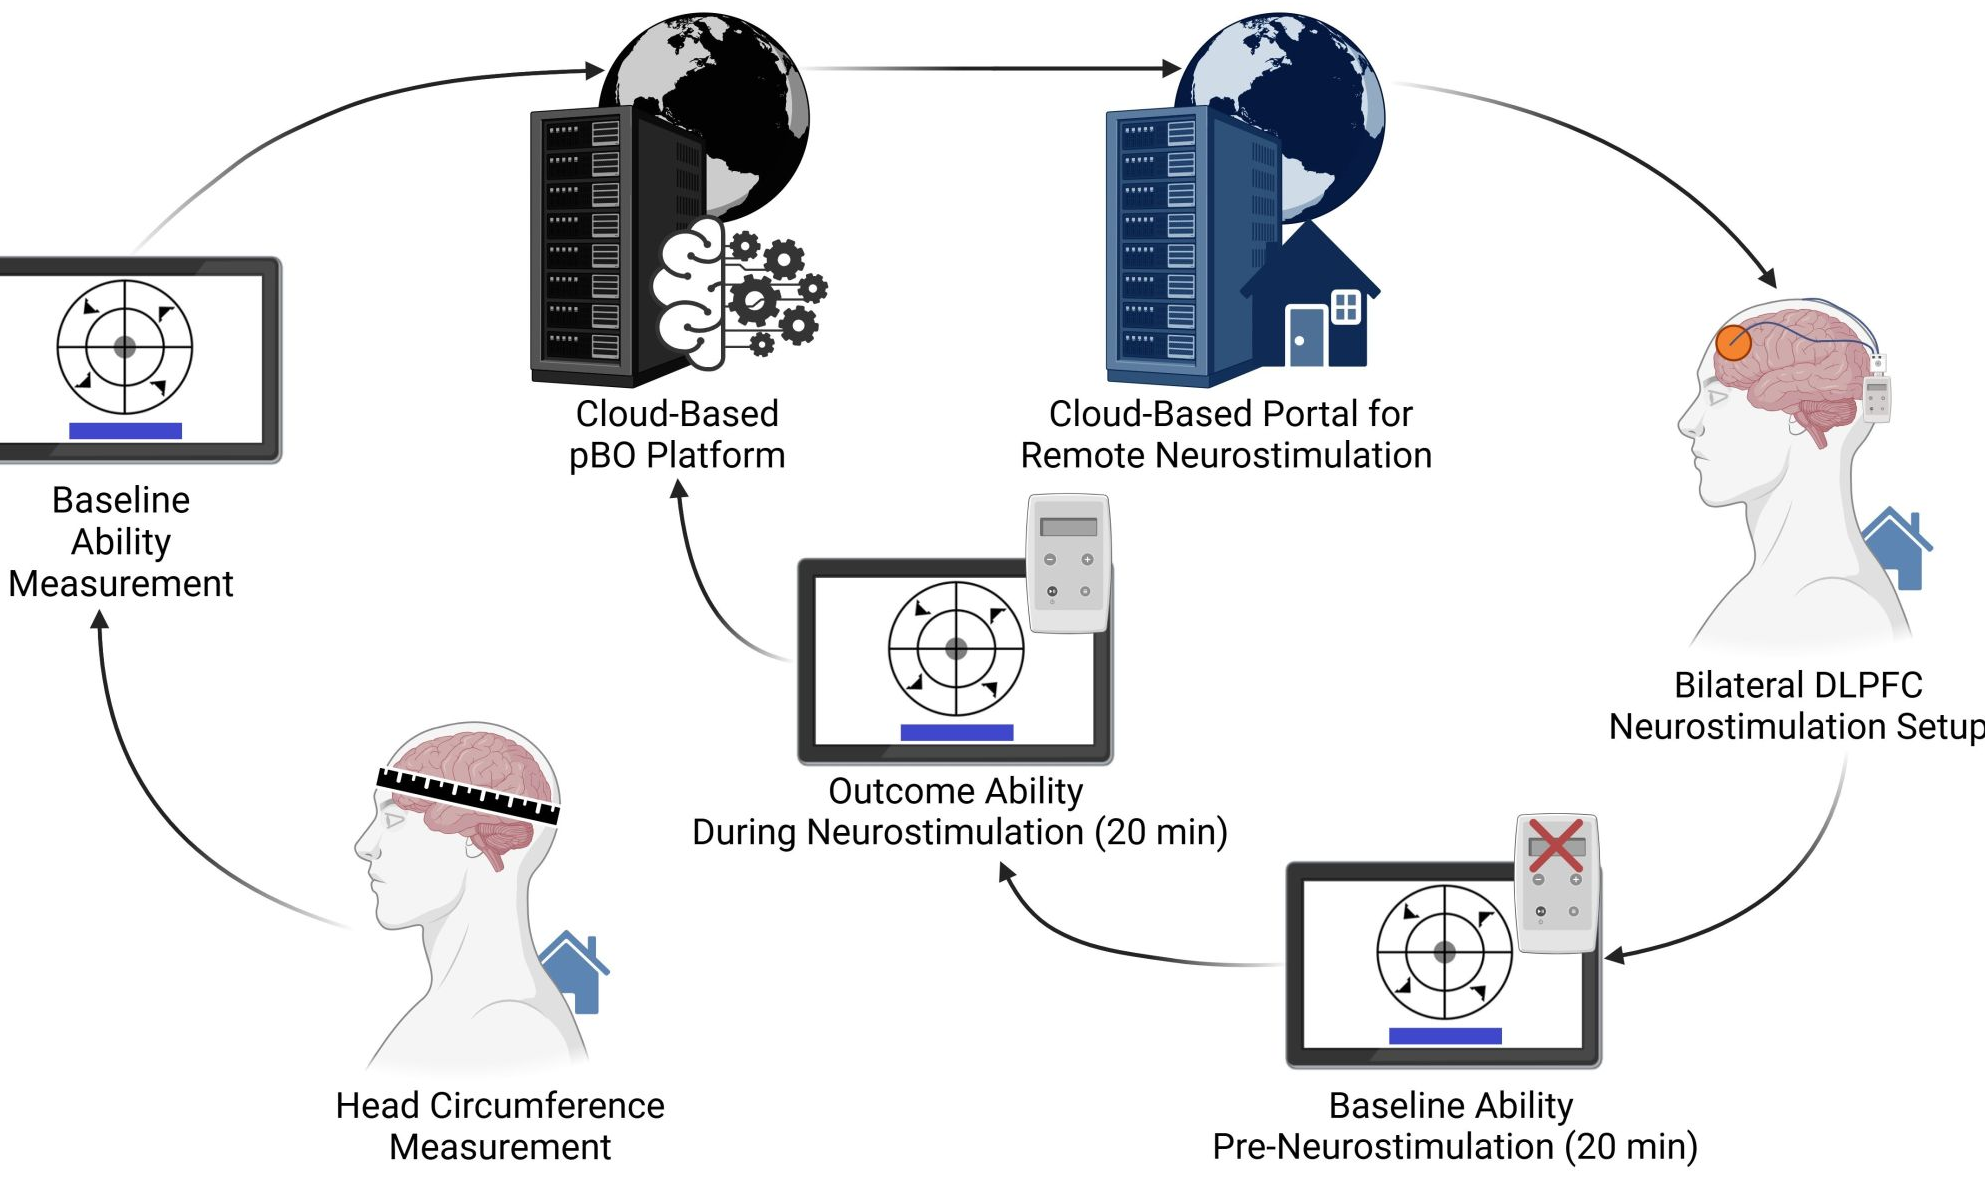 Cloud-Based
pBO Platform
Cloud-Based Portal for
Remote Neurostimulation
Baseline
Ability
Measurement
Bilateral DLPFC
Neurostimulation Setup
Outcome Ability
During Neurostimulation (20 min)
Head Circumference
Measurement
Baseline Ability
Pre-Neurostimulation (20 min)